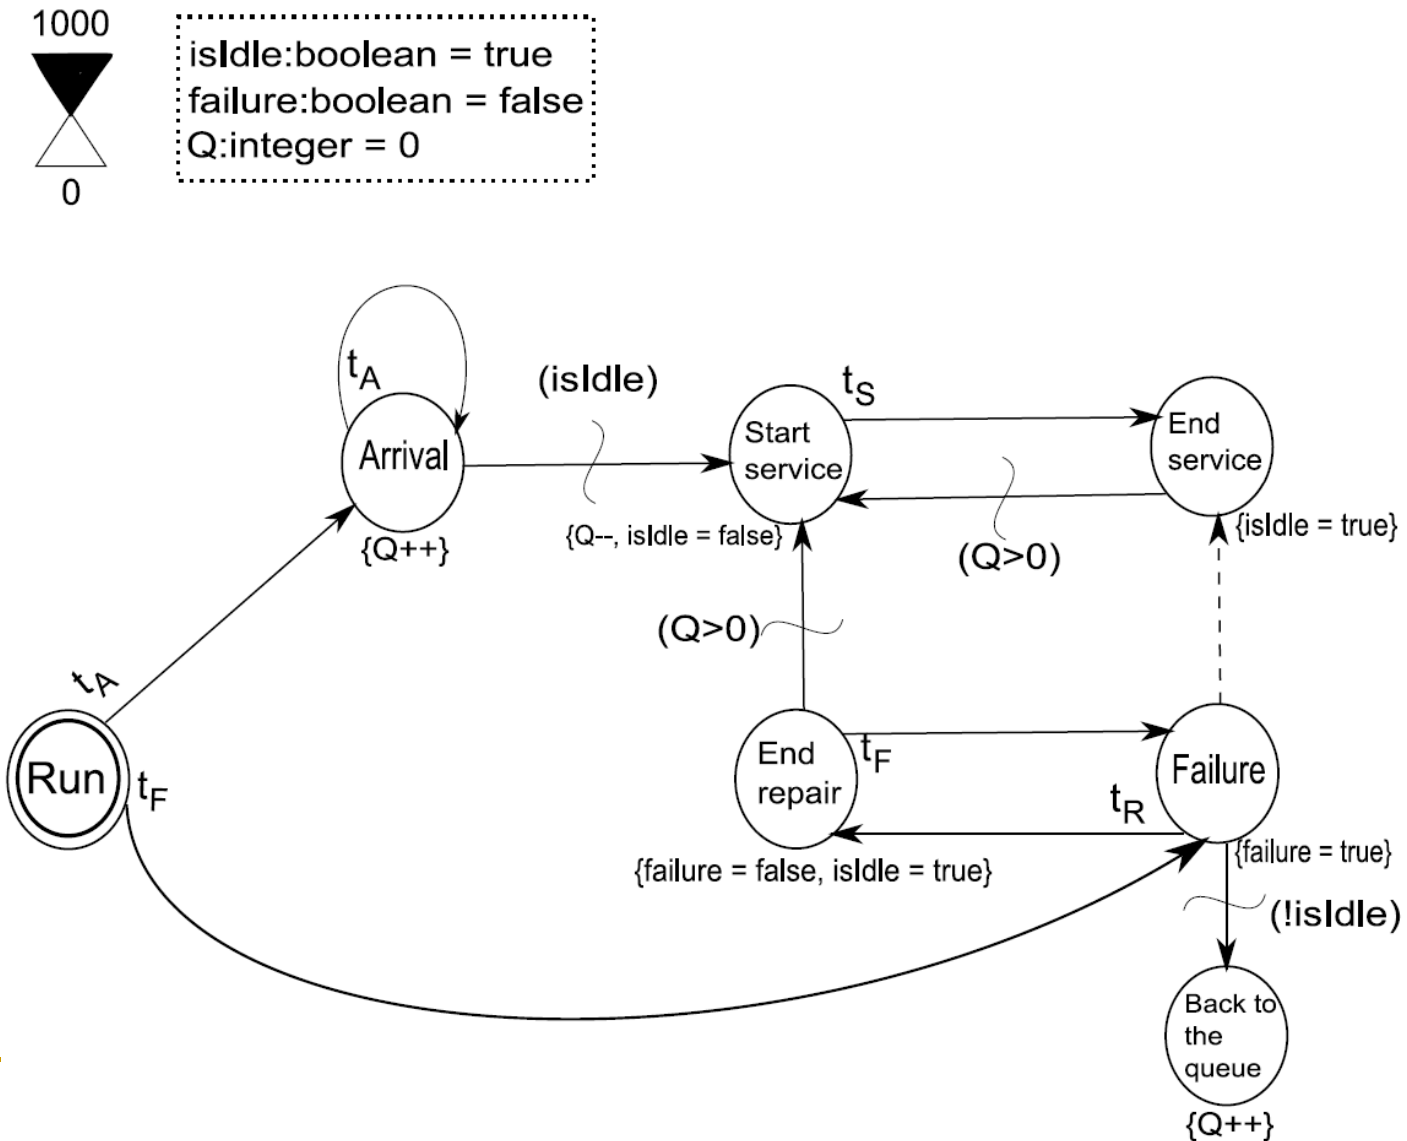 1000
0
isIdle:boolean = true
failure:boolean = false
Q:integer = 0
tA
Arrival
{Q++}
(isIdle)
Start
service
{Q--, isIdle = false}
tS
End
service
{isIdle = true}
(Q>0)
(Q>0)
tA
Run
tF
End
repair
{failure = false, isIdle = true}
tF
tR
Failure
{failure = true}
(!isIdle)
Back to
the
queue
{Q++}